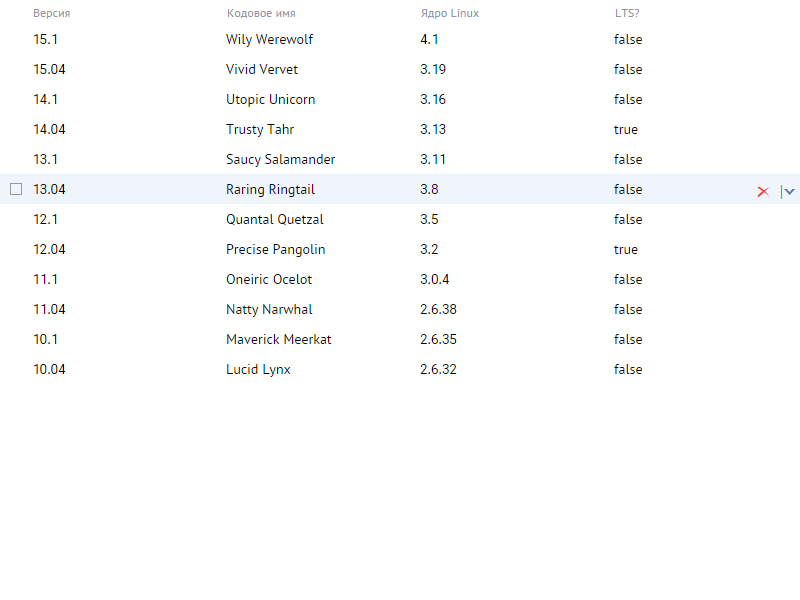 Версия Кодовое имя Ядро Linux LTS?
15.1 Wily Werewolf 4.1 false
15.04 Vivid Vervet 3.19 false
14.1 Utopic Unicorn 3.16 false
14.04 Trusty Tahr 3.13 true
13.1 Saucy Salamander 3.11 false
13.04 Raring Ringtail 3.8 false
12.1 Quantal Quetzal 3.5 false
12.04 Precise Pangolin 3.2 true
11.1 Oneiric Ocelot 3.0.4 false
11.04 Natty Narwhal 2.6.38 false
10.1 Maverick Meerkat 2.6.35 false
10.04 Lucid Lynx 2.6.32 false